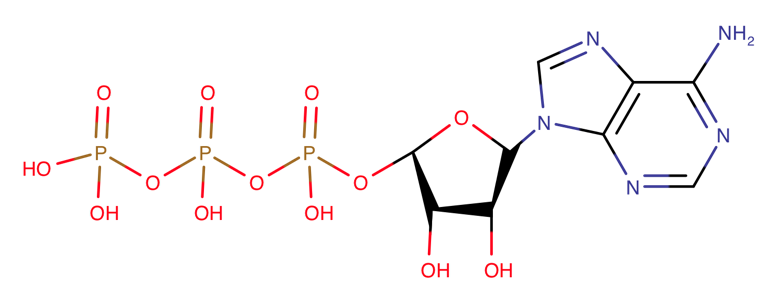 N NH₂
O O O O
N N
P P P
HO O O O N
OH OH OH
OH OH